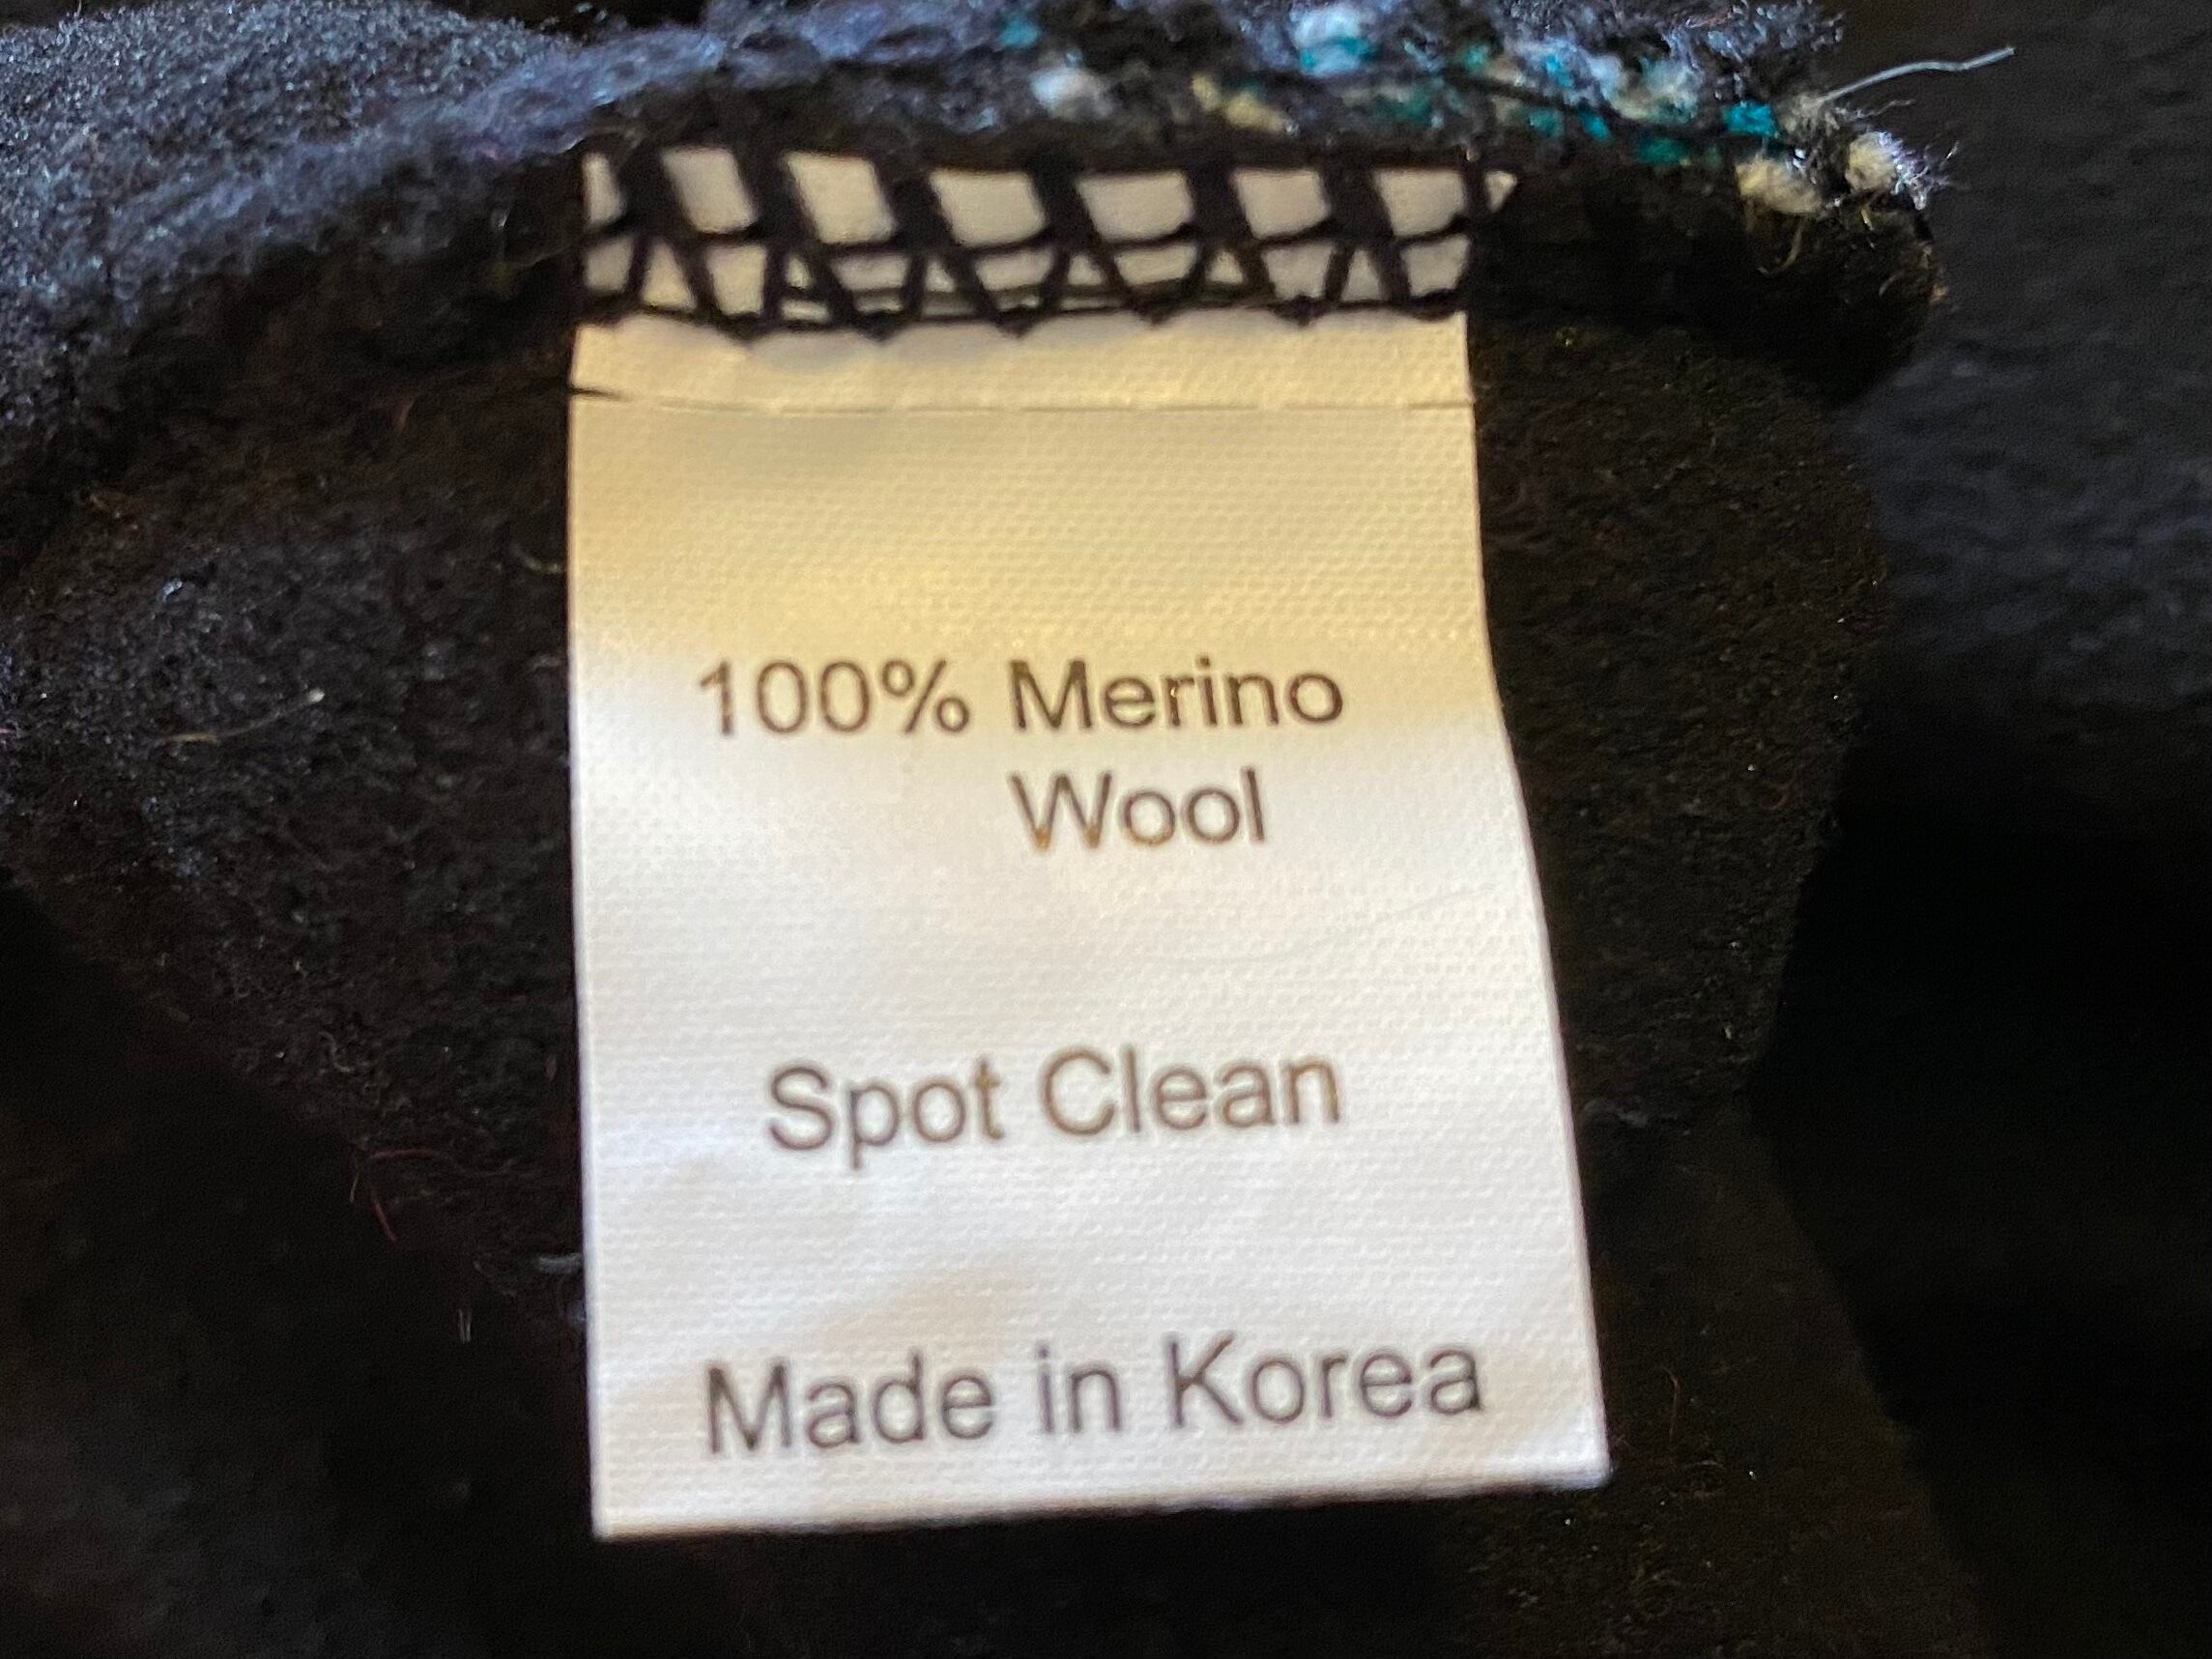 100% Merino
Wool
Spot Clean
Made in Korea